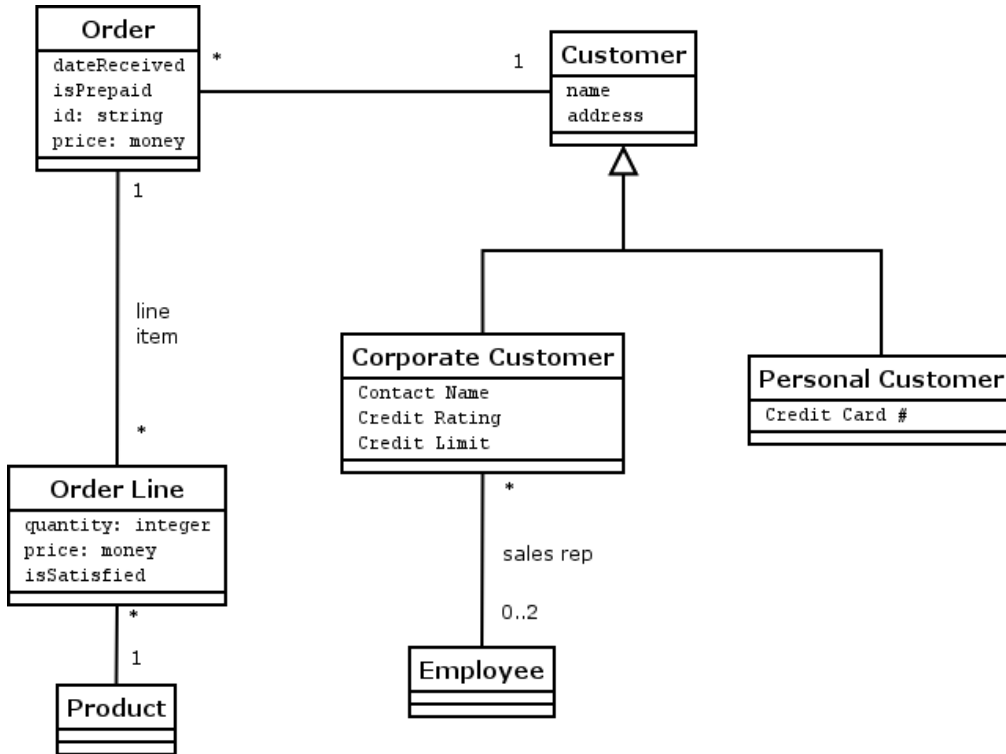 Order
dateReceived
isPrepaid
id: string
price: money
*
1
Customer
name
address
1
line
item
*
Corporate Customer
Contact Name
Credit Rating
Credit Limit
Personal Customer
Credit Card #
Order Line
quantity: integer
price: money
isSatisfied
*
sales rep
0..2
*
1
Employee
Product